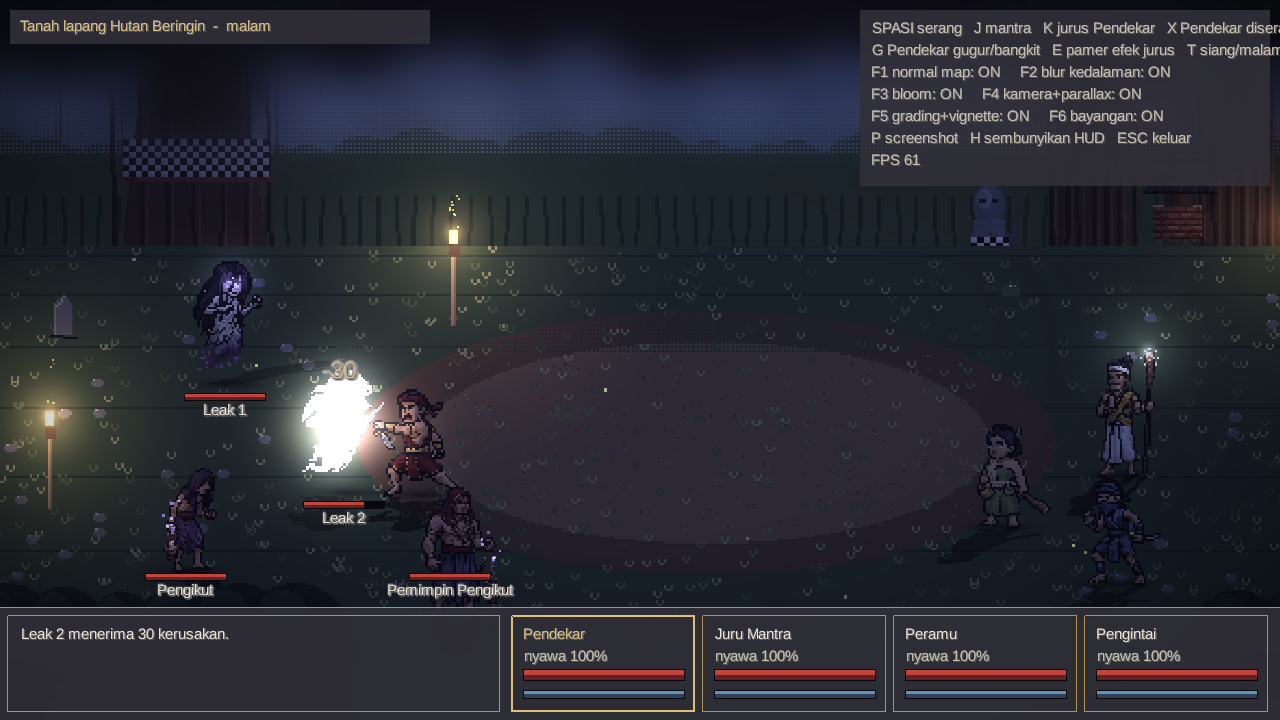 Tanah lapang Hutan Beringin - malam
SPASI serang J mantra K jurus Pendekar X Pendekar diser
G Pendekar gugur/bangkit E pamer efek jurus T siang/malam
F1 normal map: ON F2 blur kedalaman: ON
F3 bloom: ON F4 kamera+parallax: ON
F5 grading+vignette: ON F6 bayangan: ON
P screenshot H sembunyikan HUD ESC keluar
FPS 61
-30
Leak 1
Leak 2
Pengikut
Pemimpin Pengikut
Leak 2 menerima 30 kerusakan.
Pendekar
nyawa 100%
Juru Mantra
nyawa 100%
Peramu
nyawa 100%
Pengintai
nyawa 100%